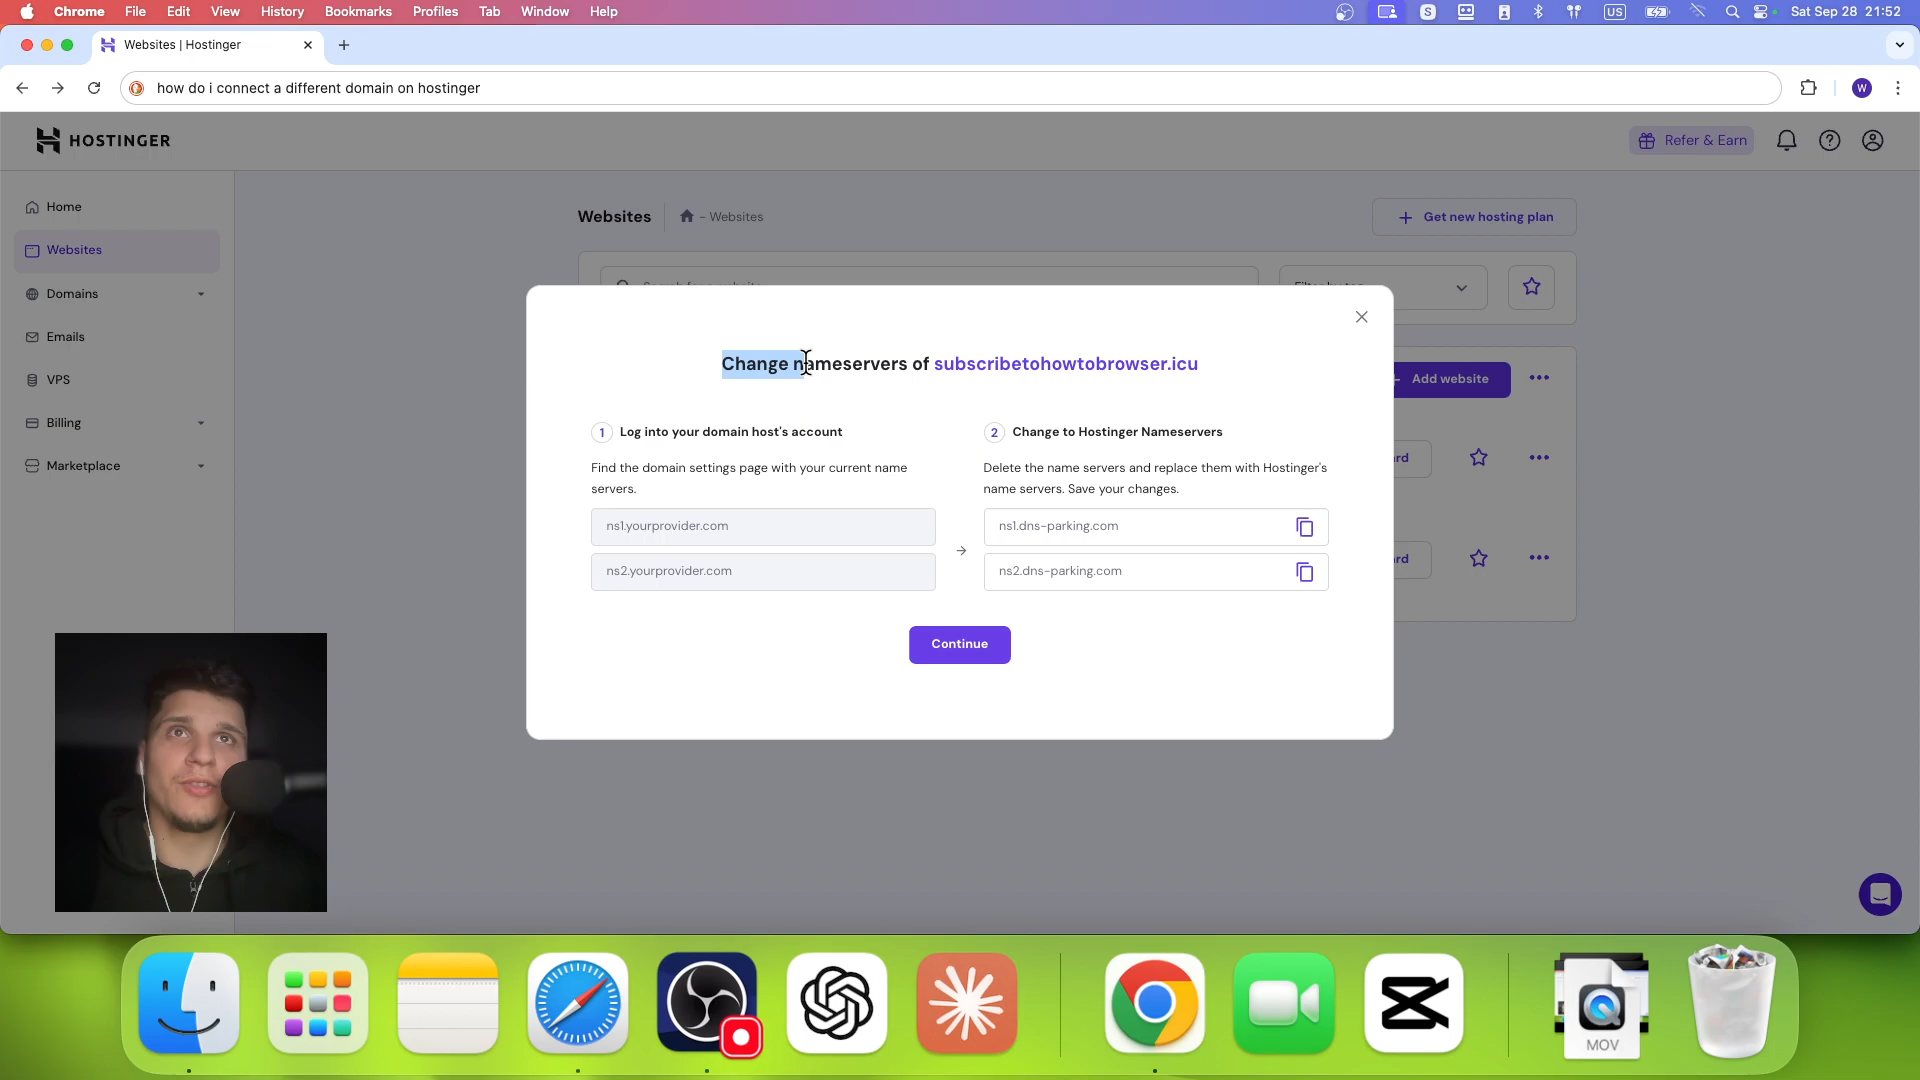 Chrome File Edit View History Bookmarks Profiles Tab Window Help
S US Sat Sep 28 21:52
Websites | Hostinger
how do i connect a different domain on hostinger
W
HOSTINGER
Refer & Earn
Home
Websites
Domains
Emails
VPS
Billing
Marketplace
Websites - Websites
Get new hosting plan
Add website
Change nameservers of subscribetohowtobrowser.icu
1 Log into your domain host's account
Find the domain settings page with your current name
servers.
ns1.yourprovider.com
ns2.yourprovider.com
2 Change to Hostinger Nameservers
Delete the name servers and replace them with Hostinger's
name servers. Save your changes.
ns1.dns-parking.com
ns2.dns-parking.com
Continue
rd
rd
MOV